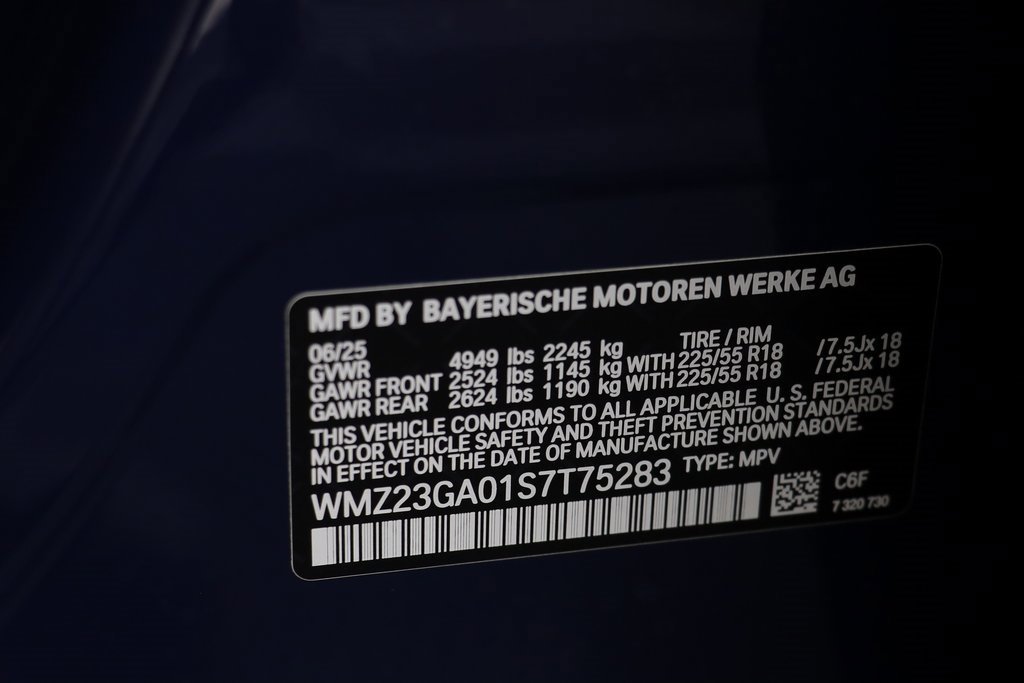 MFD BY BAYERISCHE MOTOREN WERKE AG
06/25 TIRE / RIM
GVWR 4949 lbs 2245 kg
GAWR FRONT 2524 lbs 1145 kg WITH 225/55 R18 /7.5Jx 18
GAWR REAR 2624 lbs 1190 kg WITH 225/55 R18 /7.5Jx 18
THIS VEHICLE CONFORMS TO ALL APPLICABLE U. S. FEDERAL
MOTOR VEHICLE SAFETY AND THEFT PREVENTION STANDARDS
IN EFFECT ON THE DATE OF MANUFACTURE SHOWN ABOVE.
WMZ23GA01S7T75283 TYPE: MPV
C6F
7 320 730